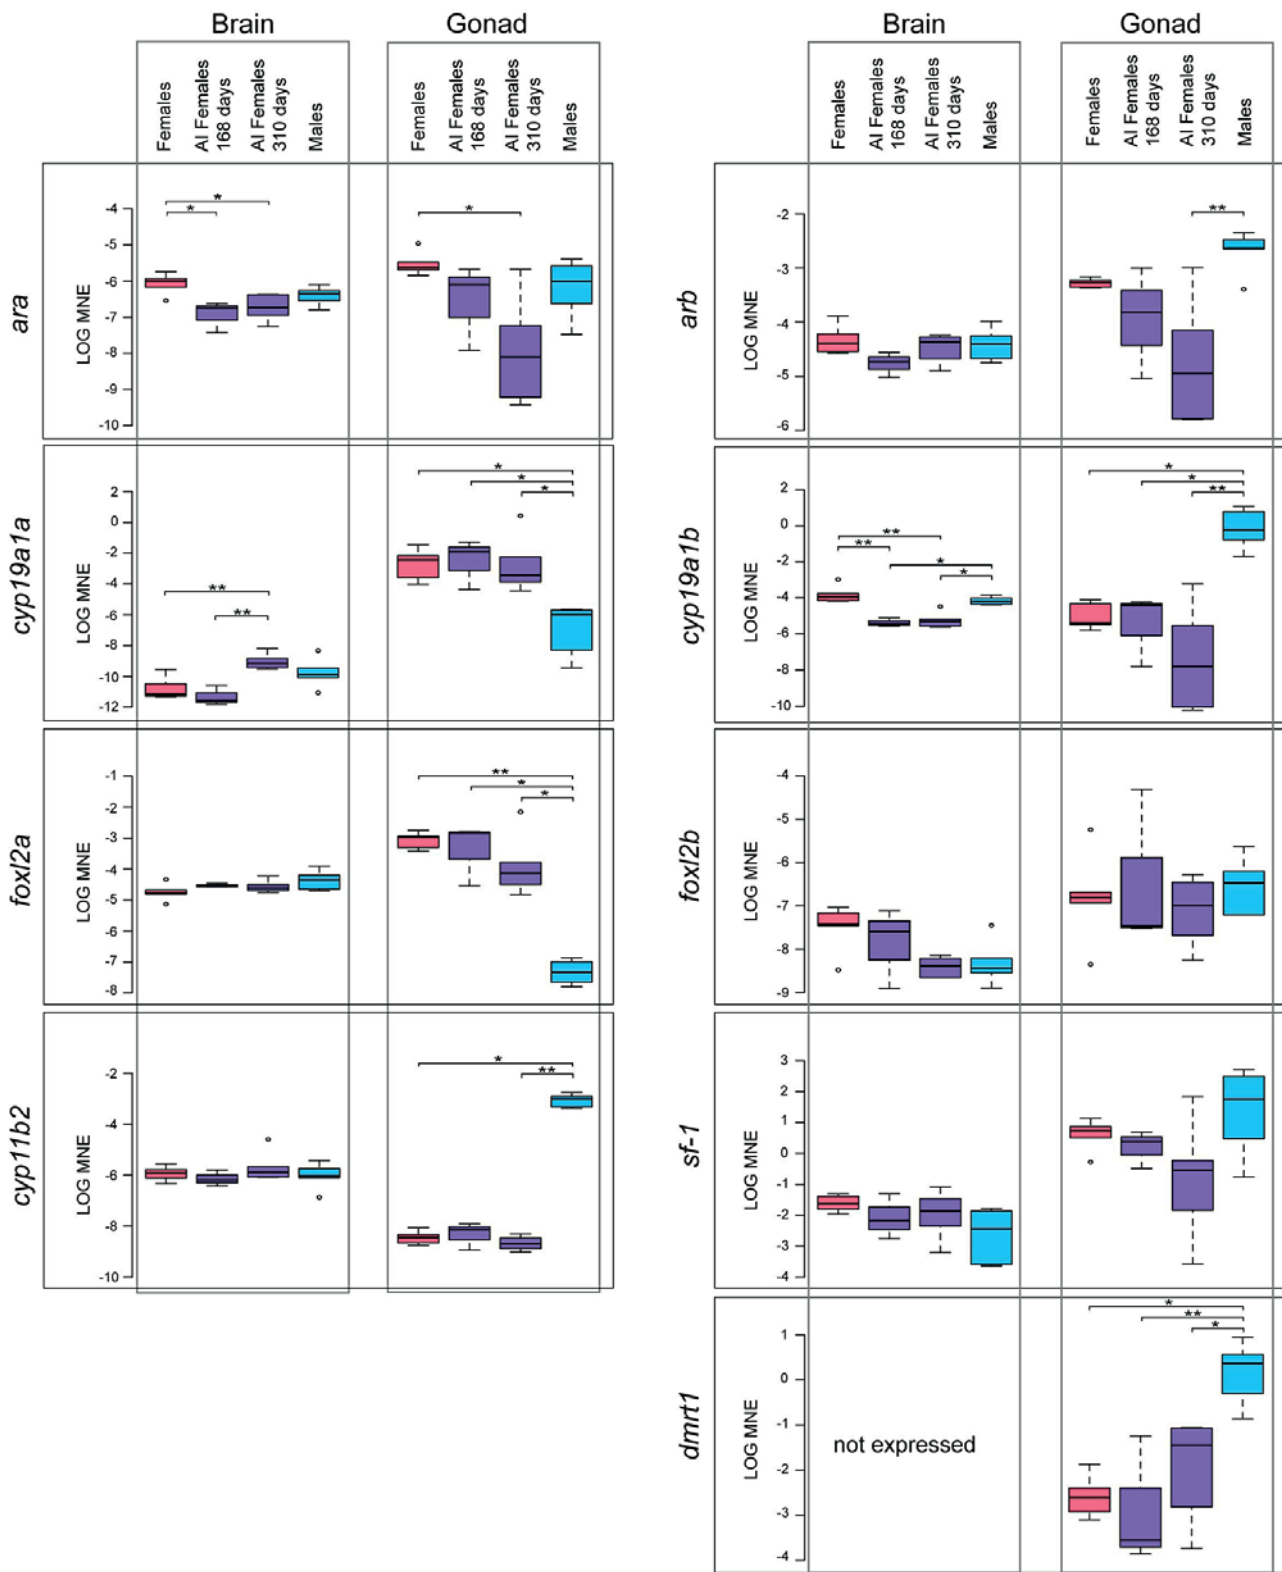 Brain
Gonad
Females
AI Females
168 days
AI Females
310 days
Males
Females
AI Females
168 days
AI Females
310 days
Males
ara
LOG MNE
-4
-5
-6
-7
-8
-9
-10
*
*
*
cyp19a1a
LOG MNE
2
0
-2
-4
-6
-8
-10
-12
**
**
*
*
*
foxl2a
LOG MNE
-1
-2
-3
-4
-5
-6
-7
-8
**
*
*
cyp11b2
LOG MNE
-2
-4
-6
-8
-10
*
**
Brain
Gonad
Females
AI Females
168 days
AI Females
310 days
Males
Females
AI Females
168 days
AI Females
310 days
Males
arb
LOG MNE
-2
-3
-4
-5
-6
**
cyp19a1b
LOG MNE
2
0
-2
-4
-6
-8
-10
**
**
*
*
*
*
**
foxl2b
LOG MNE
-4
-5
-6
-7
-8
-9
sf-1
LOG MNE
3
2
1
0
-1
-2
-3
-4
dmrt1
LOG MNE
1
0
-1
-2
-3
-4
not expressed
*
**
*